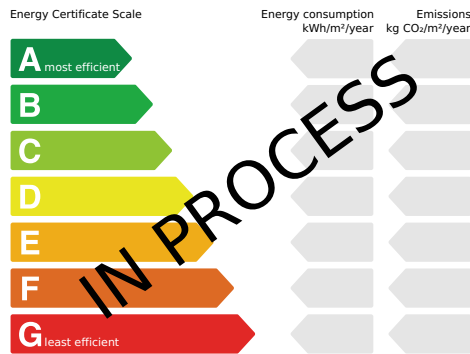 Energy Certificate Scale
Energy consumption
kWh/m²/year
Emissions
kg CO₂/m²/year
A most efficient
B
C
D
E
F
G least efficient
IN PROCESS